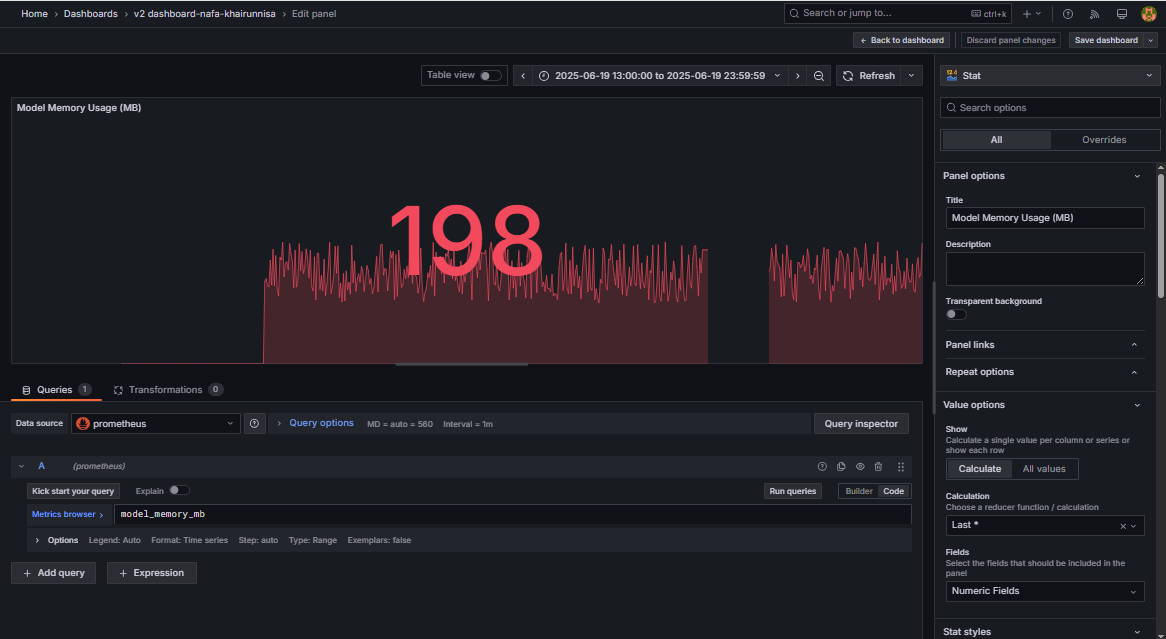 Home › Dashboards › v2 dashboard-nafa-khairunnisa › Edit panel
Search or jump to...
ctrl+k
Back to dashboard
Discard panel changes
Save dashboard
Table view
2025-06-19 13:00:00 to 2025-06-19 23:59:59
Refresh
Stat
Model Memory Usage (MB)
198
Search options
All
Overrides
Panel options
Title
Model Memory Usage (MB)
Description
Transparent background
Panel links
Repeat options
Queries 1
Transformations 0
Data source
prometheus
Query options
MD = auto = 560
Interval = 1m
Query inspector
A
(prometheus)
Kick start your query
Explain
Run queries
Builder
Code
Metrics browser ›
model_memory_mb
Options
Legend: Auto
Format: Time series
Step: auto
Type: Range
Exemplars: false
+ Add query
+ Expression
Value options
Show
Calculate a single value per column or series or
show each row
Calculate
All values
Calculation
Choose a reducer function / calculation
Last *
Fields
Select the fields that should be included in the
panel
Numeric Fields
Stat styles